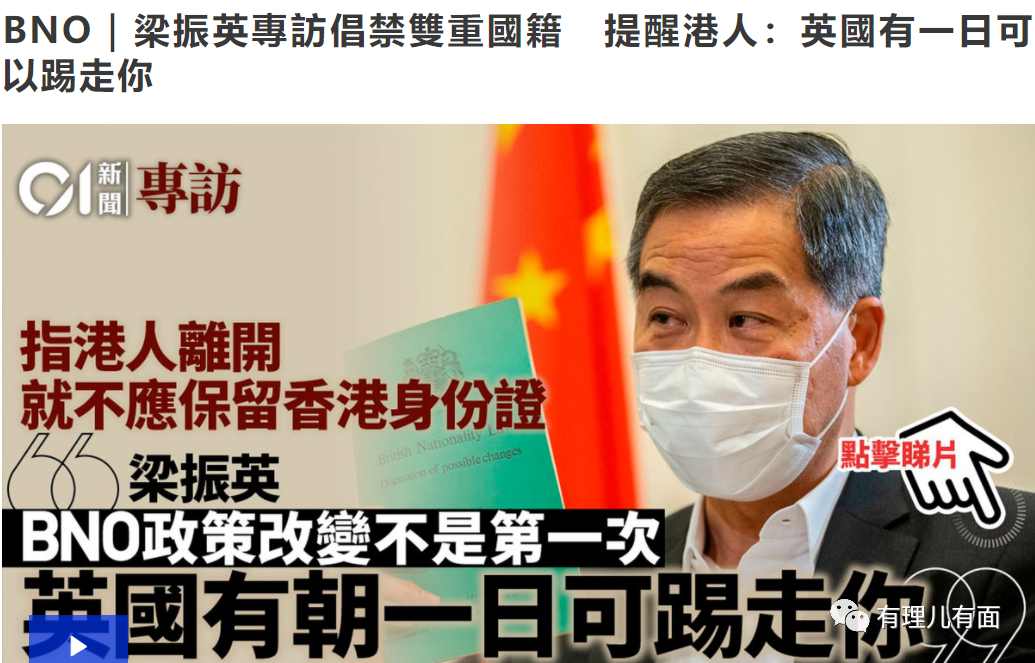 BNO｜梁振英專訪倡禁雙重國籍　提醒港人：英國有一日可
以踢走你
01 新聞 專訪
指港人離開
就不應保留香港身份證
British Nationality La
Discussion of possible changes
梁振英
BNO政策改變不是第一次
英國有朝一日可踢走你
點擊睇片
有理儿有面